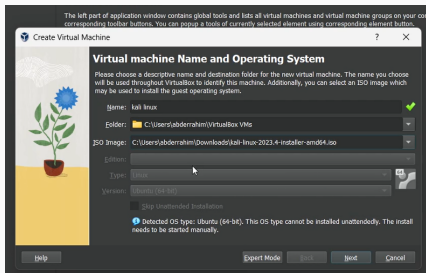 The left part of application window contains global tools and lists all virtual machines and virtual machine groups on your co
corresponding toolbar buttons. You can popup a tools of currently selected element using corresponding element button.
Create Virtual Machine
? X
Virtual machine Name and Operating System
Please choose a descriptive name and destination folder for the new virtual machine. The name you choose
will be used throughout VirtualBox to identify this machine. Additionally, you can select an ISO image which
may be used to install the guest operating system.
Name: kali linux
Folder: C:\Users\abderrahim\VirtualBox VMs
ISO Image: C:\Users\abderrahim\Downloads\kali-linux-2023.4-installer-amd64.iso
Edition:
Type: Linux
Version: Ubuntu (64-bit)
64
Skip Unattended Installation
Detected OS type: Ubuntu (64-bit). This OS type cannot be installed unattendedly. The install
needs to be started manually.
Help Expert Mode Back Next Cancel